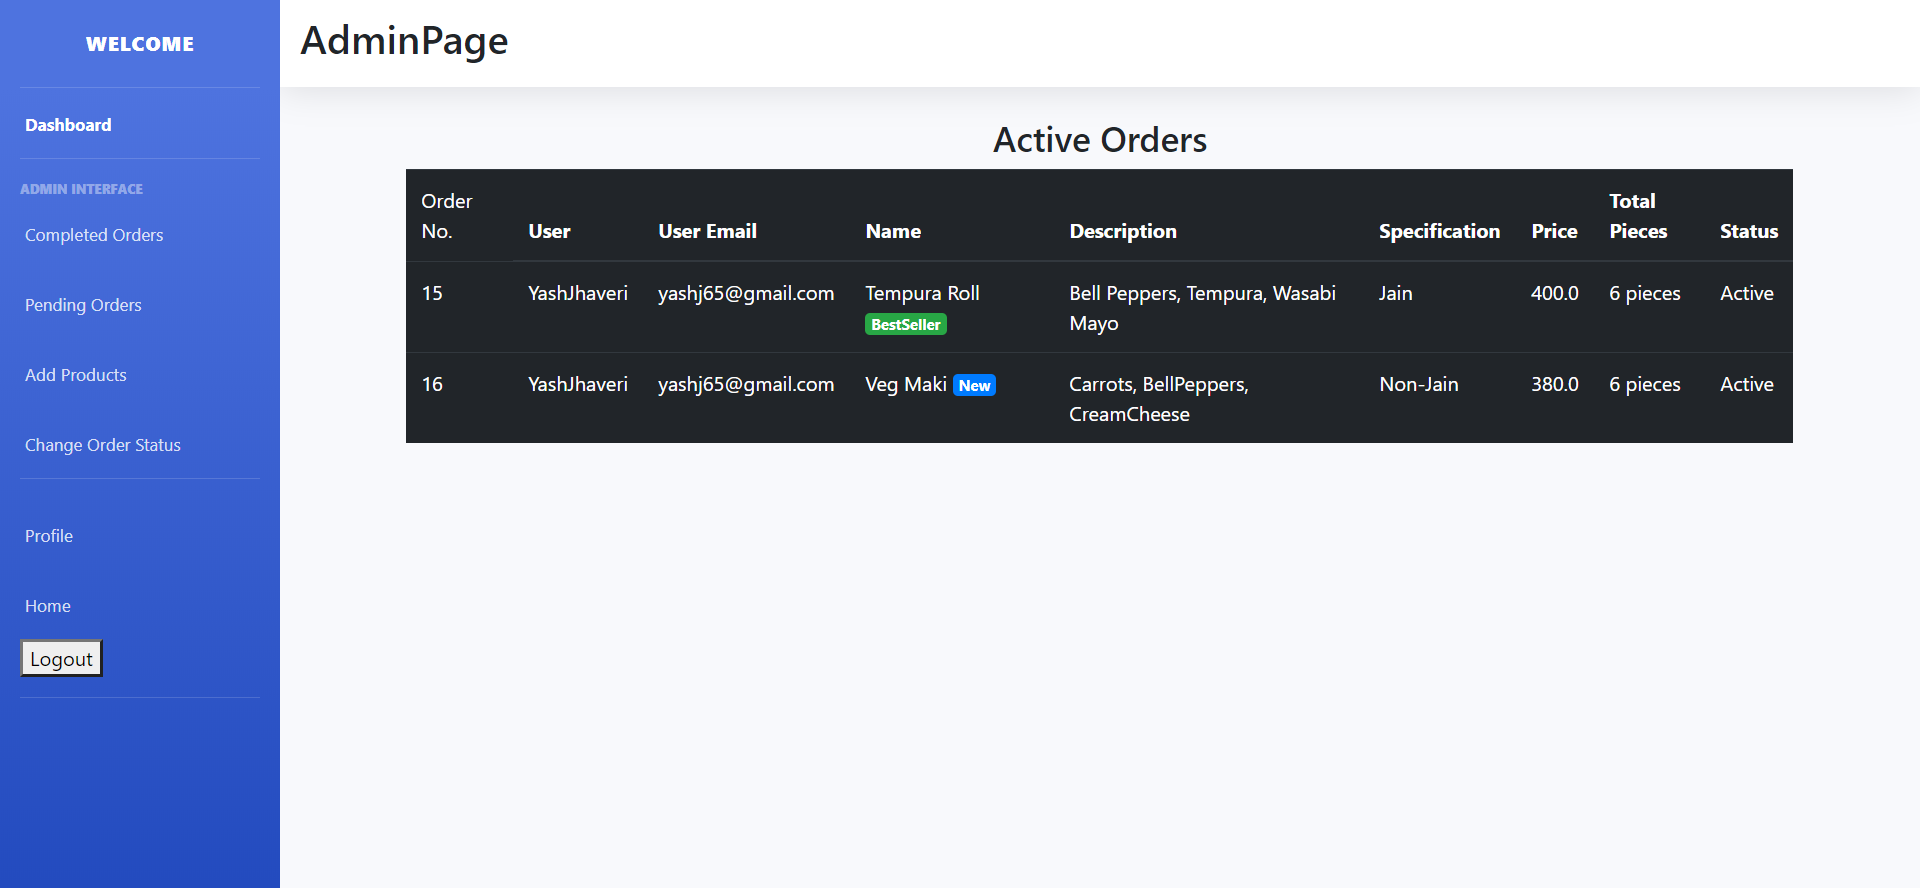 WELCOME
Dashboard
ADMIN INTERFACE
Completed Orders
Pending Orders
Add Products
Change Order Status
Profile
Home
Logout
AdminPage
Active Orders
Order No. User User Email Name Description Specification Price Total Pieces Status
15 YashJhaveri yashj65@gmail.com Tempura Roll BestSeller Bell Peppers, Tempura, Wasabi Mayo Jain 400.0 6 pieces Active
16 YashJhaveri yashj65@gmail.com Veg Maki New Carrots, BellPeppers, CreamCheese Non-Jain 380.0 6 pieces Active